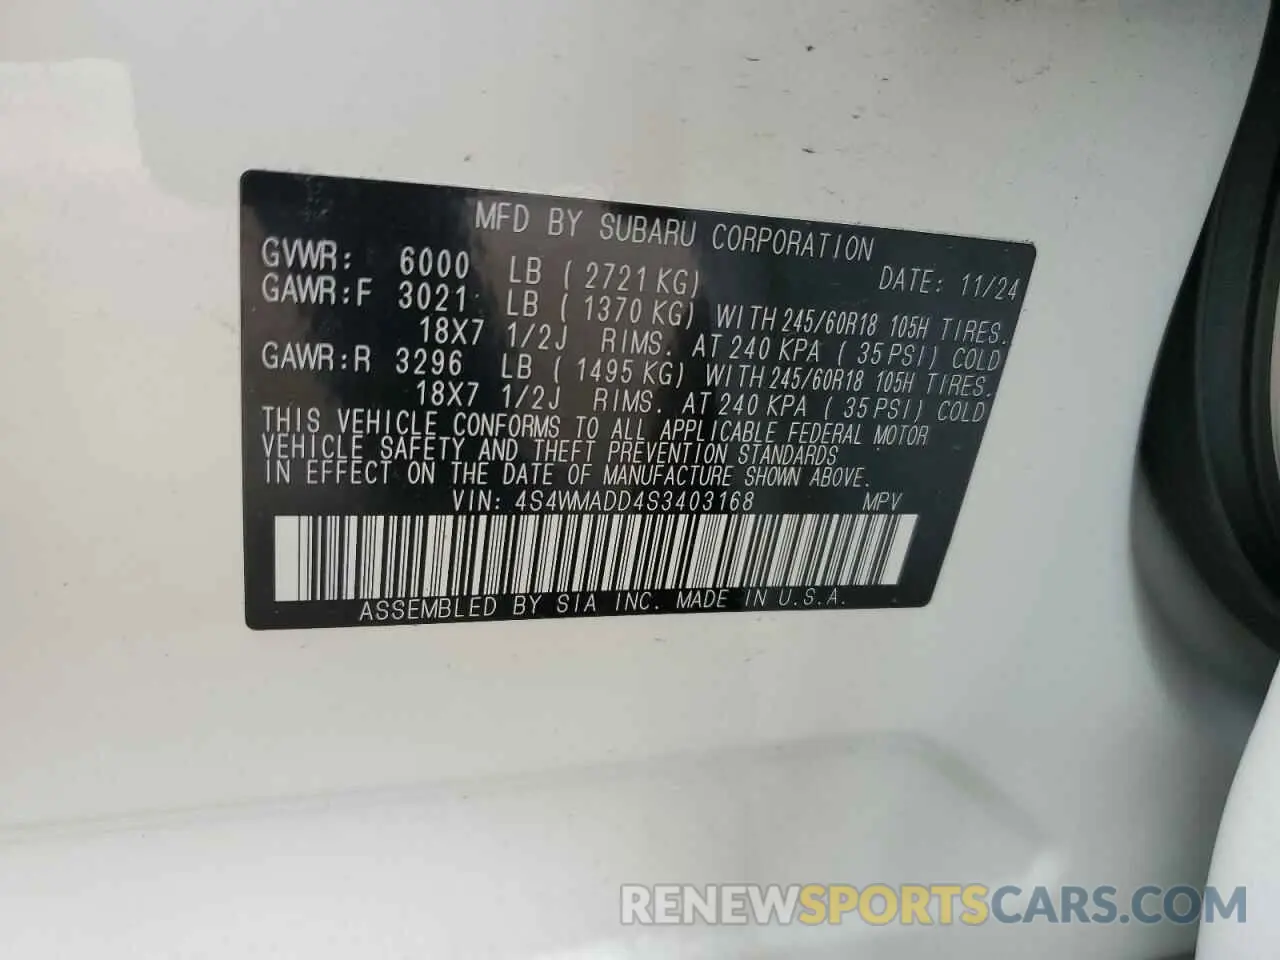 MFD BY SUBARU CORPORATION
GVWR: 6000 LB ( 2721 KG) DATE: 11/24
GAWR:F 3021 LB ( 1370 KG) WITH 245/60R18 105H TIRES.
18X7 1/2J RIMS. AT 240 KPA ( 35 PSI) COLD
GAWR:R 3296 LB ( 1495 KG) WITH 245/60R18 105H TIRES.
18X7 1/2J RIMS. AT 240 KPA ( 35 PSI) COLD
THIS VEHICLE CONFORMS TO ALL APPLICABLE FEDERAL MOTOR
VEHICLE SAFETY AND THEFT PREVENTION STANDARDS
IN EFFECT ON THE DATE OF MANUFACTURE SHOWN ABOVE.
VIN: 4S4WMADD4S3403168 MPV
ASSEMBLED BY SIA INC. MADE IN U.S.A.
RENEWSPORTSCARS.COM